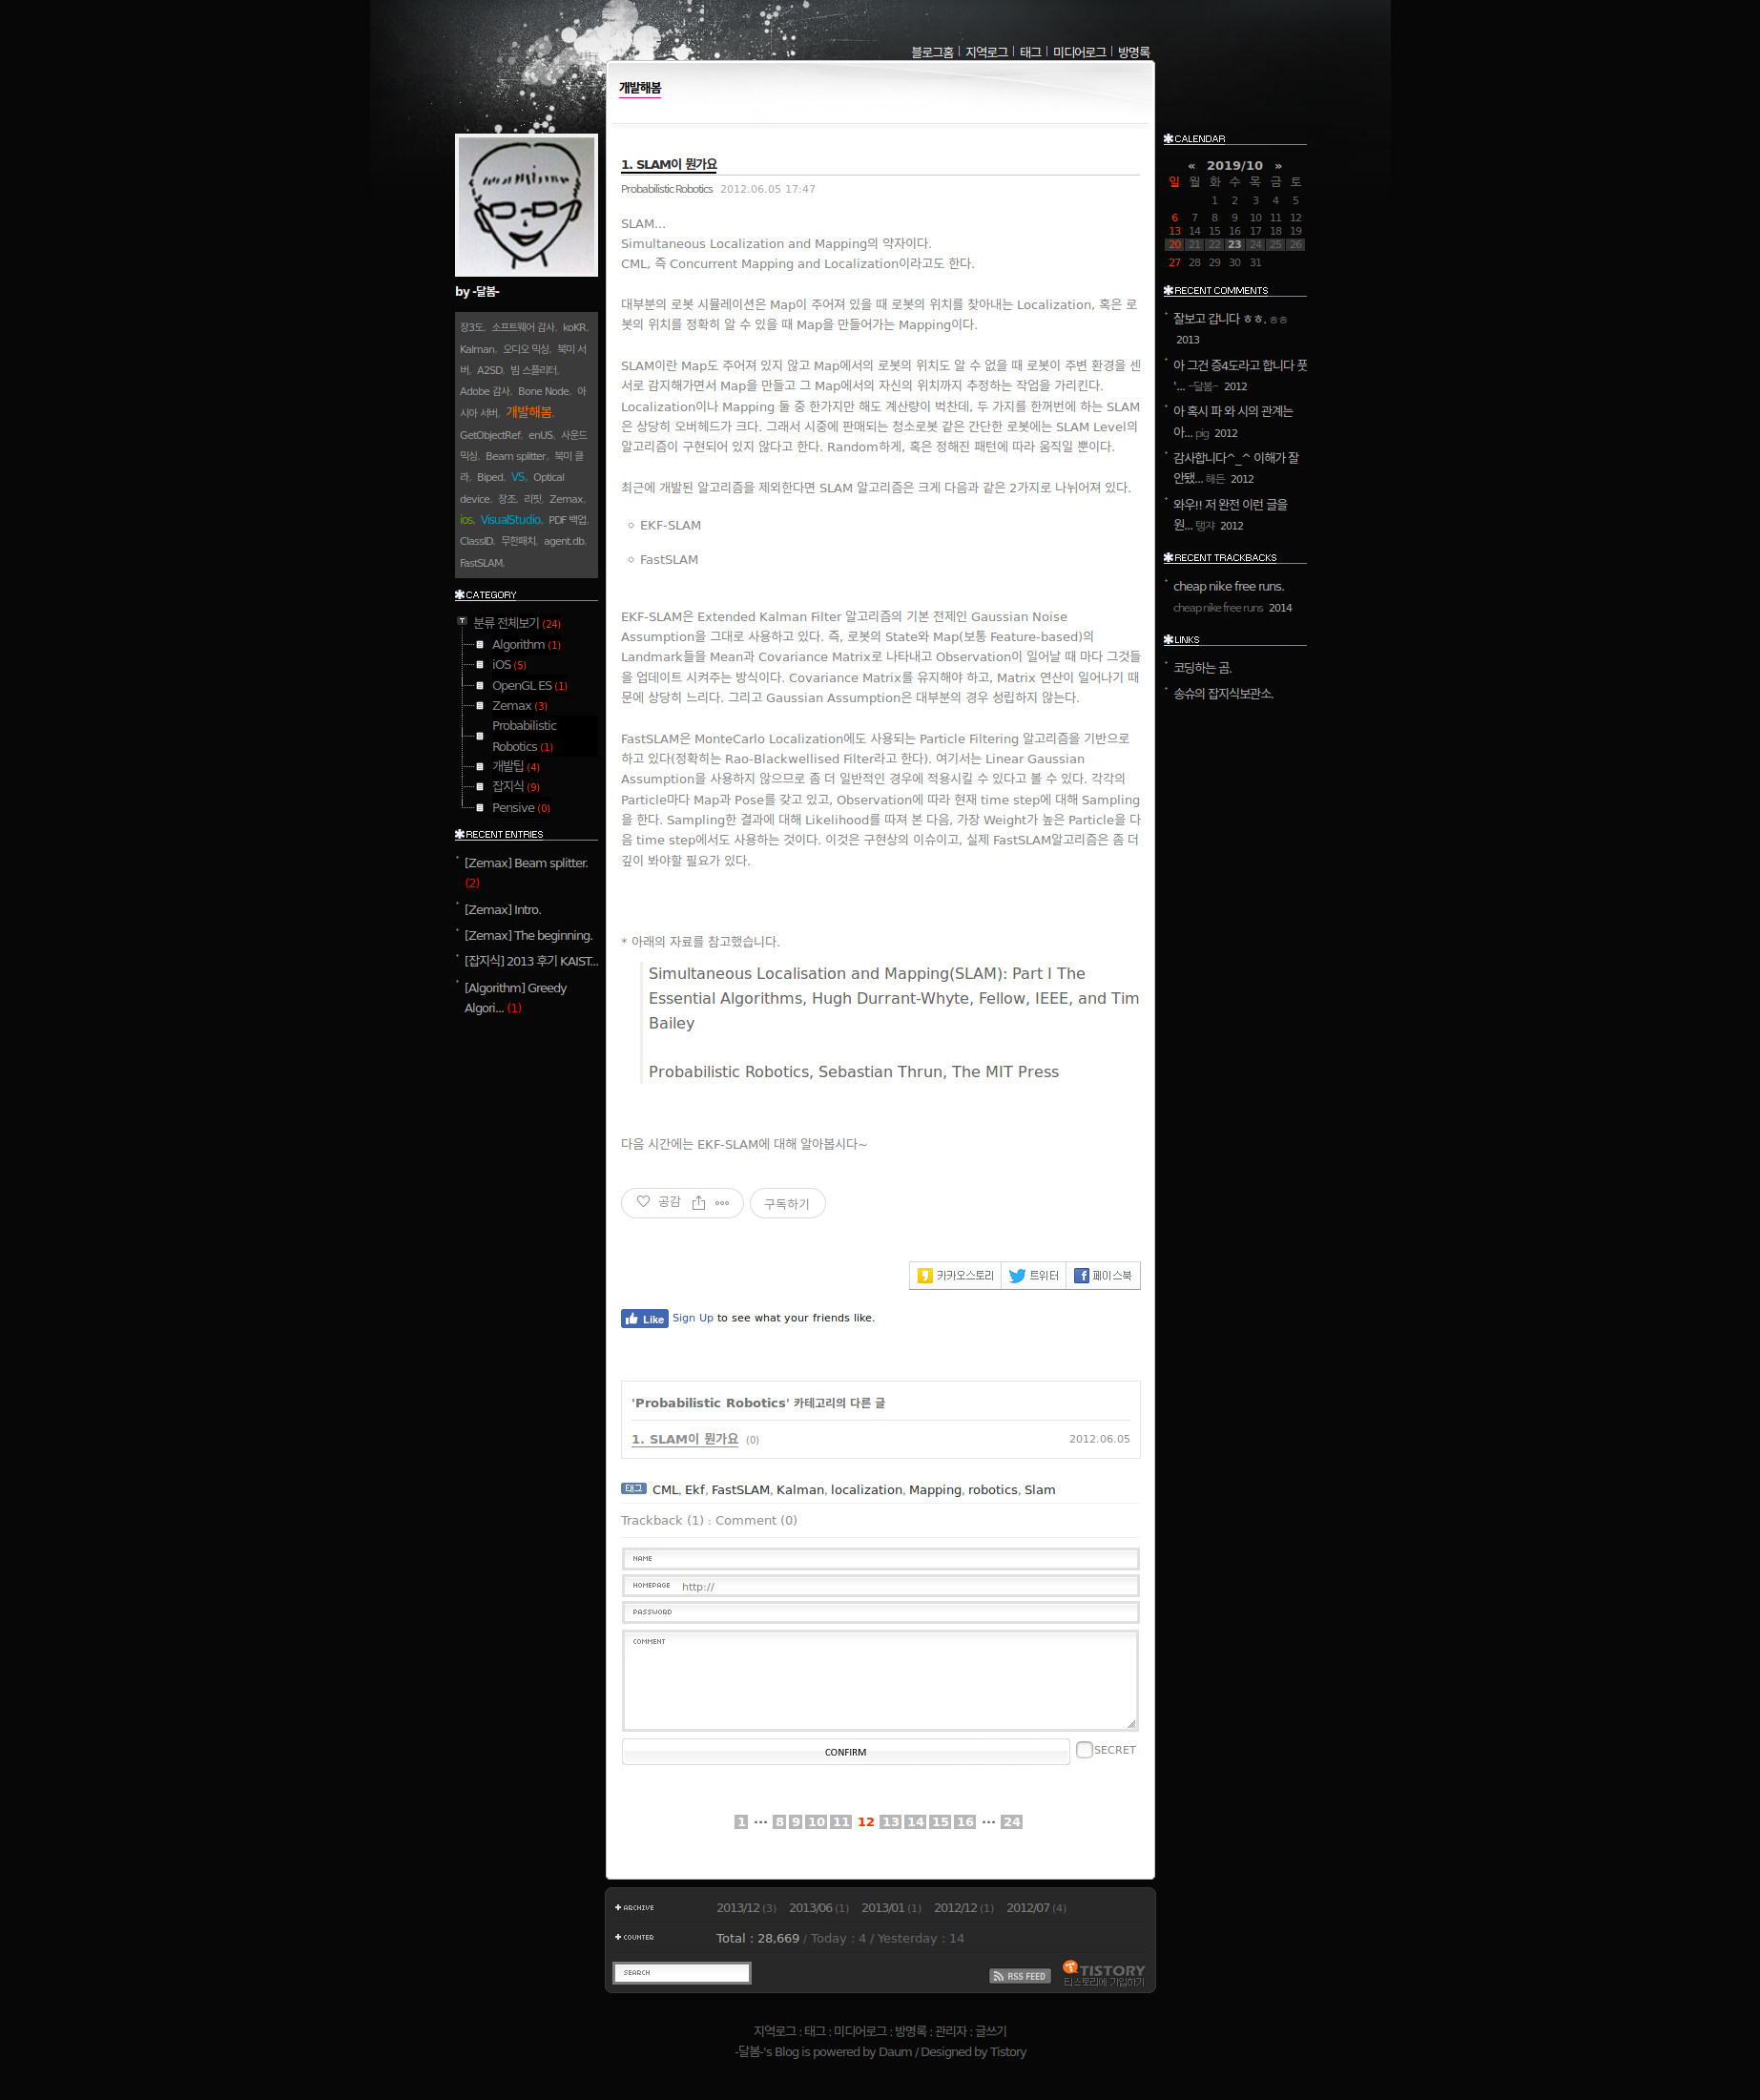 블로그홈 | 지역로그 | 태그 | 미디어로그 | 방명록
개발해봄
by -달봄-
장3도, 소프트웨어 감사, koKR,
Kalman, 오디오 믹싱, 북미 서
버, A2SD, 빔 스플리터,
Adobe 감사, Bone Node, 아
시아 서버, 개발해봄,
GetObjectRef, enUS, 사운드
믹싱, Beam splitter, 북미 클
라, Biped, VS, Optical
device, 장조, 리핏, Zemax,
ios, VisualStudio, PDF 백업,
ClassID, 무한패치, agent.db,
FastSLAM,
CATEGORY
분류 전체보기 (24)
Algorithm (1)
iOS (5)
OpenGL ES (1)
Zemax (3)
Probabilistic
Robotics (1)
개발팁 (4)
잡지식 (9)
Pensive (0)
RECENT ENTRIES
[Zemax] Beam splitter.
(2)
[Zemax] Intro.
[Zemax] The beginning.
[잡지식] 2013 후기 KAIST...
[Algorithm] Greedy
Algori... (1)
1. SLAM이 뭔가요
Probabilistic Robotics 2012.06.05 17:47
SLAM...
Simultaneous Localization and Mapping의 약자이다.
CML, 즉 Concurrent Mapping and Localization이라고도 한다.
대부분의 로봇 시뮬레이션은 Map이 주어져 있을 때 로봇의 위치를 찾아내는 Localization, 혹은 로
봇의 위치를 정확히 알 수 있을 때 Map을 만들어가는 Mapping이다.
SLAM이란 Map도 주어져 있지 않고 Map에서의 로봇의 위치도 알 수 없을 때 로봇이 주변 환경을 센
서로 감지해가면서 Map을 만들고 그 Map에서의 자신의 위치까지 추정하는 작업을 가리킨다.
Localization이나 Mapping 둘 중 한가지만 해도 계산량이 벅찬데, 두 가지를 한꺼번에 하는 SLAM
은 상당히 오버헤드가 크다. 그래서 시중에 판매되는 청소로봇 같은 간단한 로봇에는 SLAM Level의
알고리즘이 구현되어 있지 않다고 한다. Random하게, 혹은 정해진 패턴에 따라 움직일 뿐이다.
최근에 개발된 알고리즘을 제외한다면 SLAM 알고리즘은 크게 다음과 같은 2가지로 나뉘어져 있다.
EKF-SLAM
FastSLAM
EKF-SLAM은 Extended Kalman Filter 알고리즘의 기본 전제인 Gaussian Noise
Assumption을 그대로 사용하고 있다. 즉, 로봇의 State와 Map(보통 Feature-based)의
Landmark들을 Mean과 Covariance Matrix로 나타내고 Observation이 일어날 때 마다 그것들
을 업데이트 시켜주는 방식이다. Covariance Matrix를 유지해야 하고, Matrix 연산이 일어나기 때
문에 상당히 느리다. 그리고 Gaussian Assumption은 대부분의 경우 성립하지 않는다.
FastSLAM은 MonteCarlo Localization에도 사용되는 Particle Filtering 알고리즘을 기반으로
하고 있다(정확히는 Rao-Blackwellised Filter라고 한다). 여기서는 Linear Gaussian
Assumption을 사용하지 않으므로 좀 더 일반적인 경우에 적용시킬 수 있다고 볼 수 있다. 각각의
Particle마다 Map과 Pose를 갖고 있고, Observation에 따라 현재 time step에 대해 Sampling
을 한다. Sampling한 결과에 대해 Likelihood를 따져 본 다음, 가장 Weight가 높은 Particle을 다
음 time step에서도 사용하는 것이다. 이것은 구현상의 이슈이고, 실제 FastSLAM알고리즘은 좀 더
깊이 봐야할 필요가 있다.
* 아래의 자료를 참고했습니다.
Simultaneous Localisation and Mapping(SLAM): Part I The
Essential Algorithms, Hugh Durrant-Whyte, Fellow, IEEE, and Tim
Bailey
Probabilistic Robotics, Sebastian Thrun, The MIT Press
다음 시간에는 EKF-SLAM에 대해 알아봅시다~
공감 구독하기
카카오스토리 트위터 페이스북
Like Sign Up to see what your friends like.
'Probabilistic Robotics' 카테고리의 다른 글
1. SLAM이 뭔가요 (0) 2012.06.05
태그 CML, Ekf, FastSLAM, Kalman, localization, Mapping, robotics, Slam
Trackback (1) : Comment (0)
NAME
HOMEPAGE http://
PASSWORD
COMMENT
CONFIRM SECRET
1 ... 8 9 10 11 12 13 14 15 16 ... 24
CALENDAR
« 2019/10 »
일 월 화 수 목 금 토
1 2 3 4 5
6 7 8 9 10 11 12
13 14 15 16 17 18 19
20 21 22 23 24 25 26
27 28 29 30 31
RECENT COMMENTS
잘보고 갑니다 ㅎㅎ. ㅎㅎ
2013
아 그건 증4도라고 합니다 풋
'... -달봄- 2012
아 혹시 파 와 시의 관계는
아... pig 2012
감사합니다^_^ 이해가 잘
안됐... 해든 2012
와우!! 저 완전 이런 글을
원... 탱쟈 2012
RECENT TRACKBACKS
cheap nike free runs.
cheap nike free runs 2014
LINKS
코딩하는 곰.
송슈의 잡지식보관소.
ARCHIVE 2013/12 (3) 2013/06 (1) 2013/01 (1) 2012/12 (1) 2012/07 (4)
COUNTER Total : 28,669 / Today : 4 / Yesterday : 14
SEARCH RSS FEED TISTORY
티스토리에 가입하기
지역로그 : 태그 : 미디어로그 : 방명록 : 관리자 : 글쓰기
-달봄-'s Blog is powered by Daum / Designed by Tistory